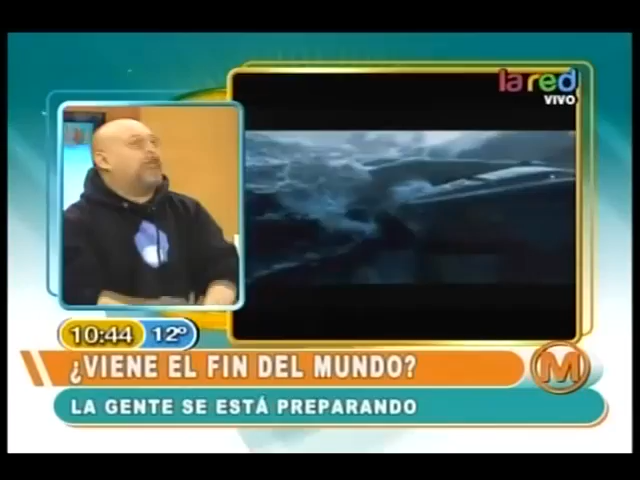 la red
VIVO
10:44 12º
¿VIENE EL FIN DEL MUNDO?
M
LA GENTE SE ESTÁ PREPARANDO